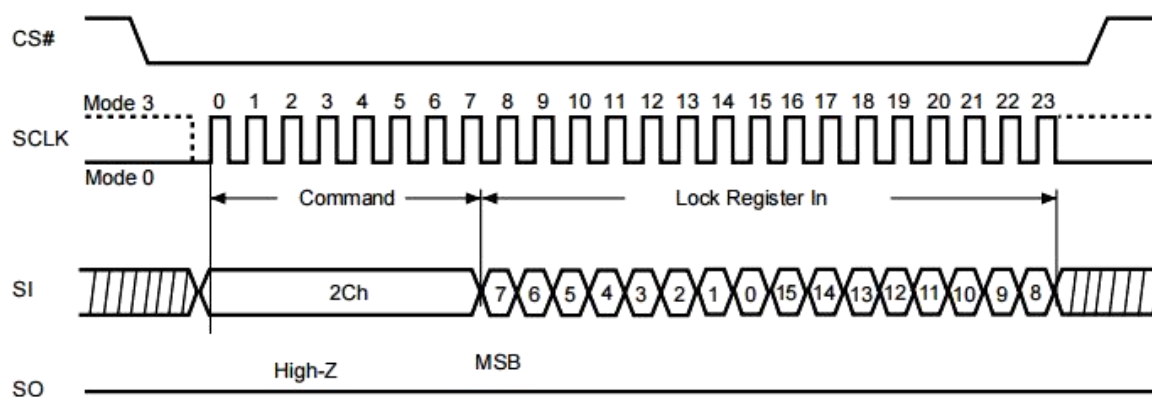 CS#
Mode 3 0 1 2 3 4 5 6 7 8 9 10 11 12 13 14 15 16 17 18 19 20 21 22 23
SCLK
Mode 0
Command Lock Register In
SI 2Ch 7 6 5 4 3 2 1 0 15 14 13 12 11 10 9 8
High-Z MSB
SO